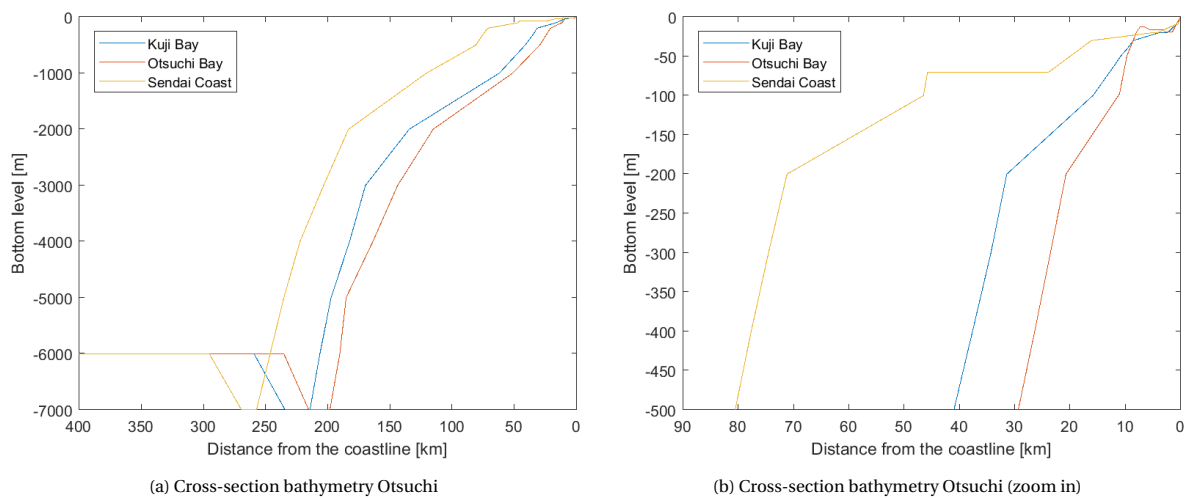 0
-1000
-2000
-3000
-4000
-5000
-6000
-7000
Bottom level [m]
Kuji Bay
Otsuchi Bay
Sendai Coast
400 350 300 250 200 150 100 50 0
Distance from the coastline [km]
(a) Cross-section bathymetry Otsuchi
0
-50
-100
-150
-200
-250
-300
-350
-400
-450
-500
Bottom level [m]
Kuji Bay
Otsuchi Bay
Sendai Coast
90 80 70 60 50 40 30 20 10 0
Distance from the coastline [km]
(b) Cross-section bathymetry Otsuchi (zoom in)